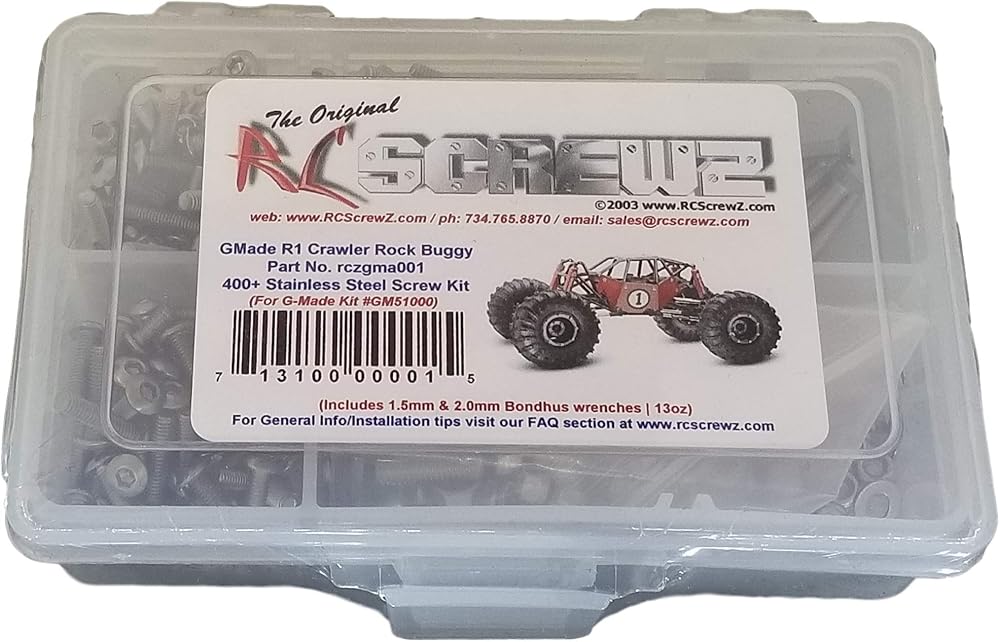 The Original
RC SCREWZ
©2003 www.RCScrewZ.com
web: www.RCScrewZ.com / ph: 734.765.8870 / email: sales@rcscrewz.com
GMade R1 Crawler Rock Buggy
Part No. rczgma001
400+ Stainless Steel Screw Kit
(For G-Made Kit #GM51000)
1
7 13100 00001 5
(Includes 1.5mm & 2.0mm Bondhus wrenches | 13oz)
For General Info/Installation tips visit our FAQ section at www.rcscrewz.com